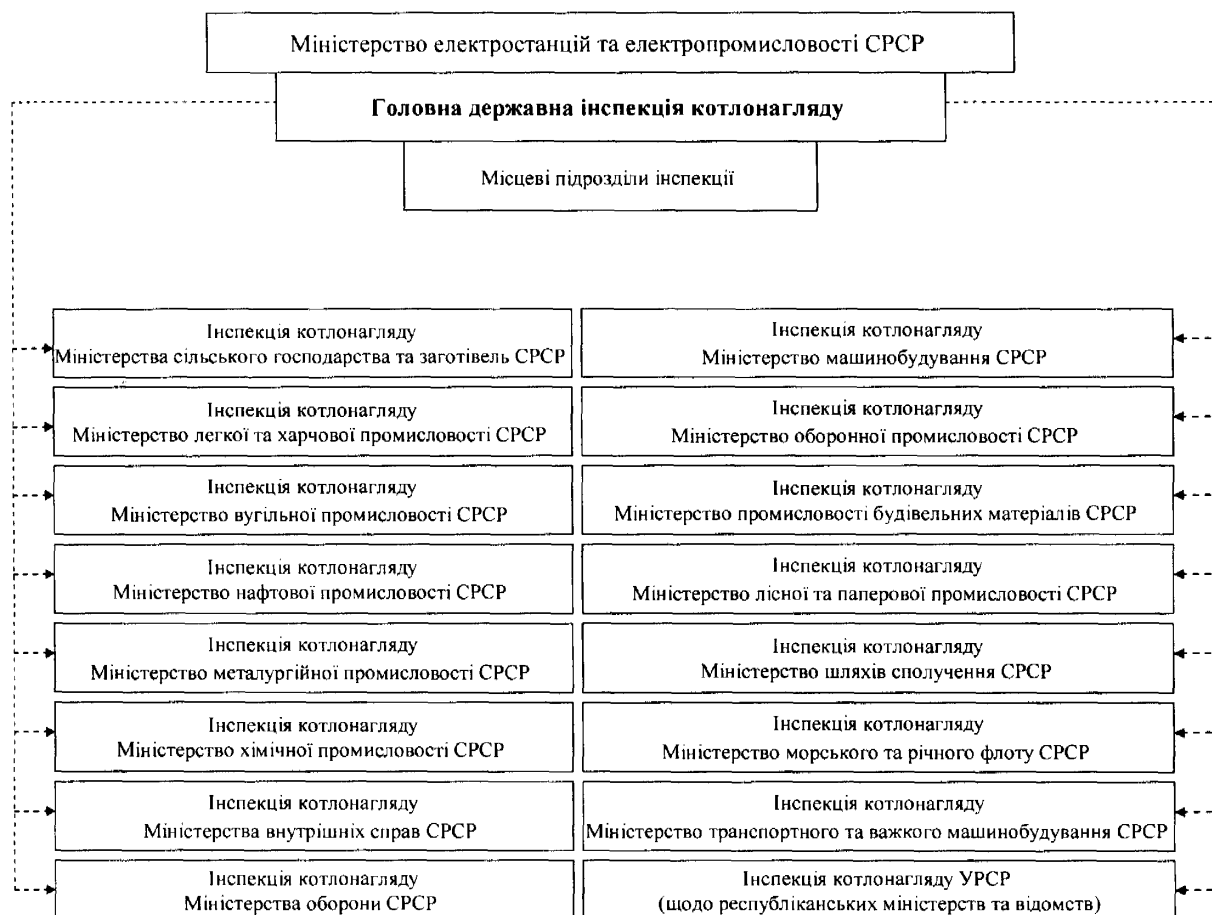 Міністерство електростанцій та електропромисловості СРСР
Головна державна інспекція котлонагляду
Місцеві підрозділи інспекції
Інспекція котлонагляду
Міністерства сільського господарства та заготівель СРСР
Інспекція котлонагляду
Міністерство машинобудування СРСР
Інспекція котлонагляду
Міністерство легкої та харчової промисловості СРСР
Інспекція котлонагляду
Міністерство оборонної промисловості СРСР
Інспекція котлонагляду
Міністерство вугільної промисловості СРСР
Інспекція котлонагляду
Міністерство промисловості будівельних матеріалів СРСР
Інспекція котлонагляду
Міністерство нафтової промисловості СРСР
Інспекція котлонагляду
Міністерство лісної та паперової промисловості СРСР
Інспекція котлонагляду
Міністерство металургійної промисловості СРСР
Інспекція котлонагляду
Міністерство шляхів сполучення СРСР
Інспекція котлонагляду
Міністерство хімічної промисловості СРСР
Інспекція котлонагляду
Міністерство морського та річного флоту СРСР
Інспекція котлонагляду
Міністерства внутрішніх справ СРСР
Інспекція котлонагляду
Міністерство транспортного та важкого машинобудування СРСР
Інспекція котлонагляду
Міністерства оборони СРСР
Інспекція котлонагляду УРСР
(щодо республіканських міністерств та відомств)